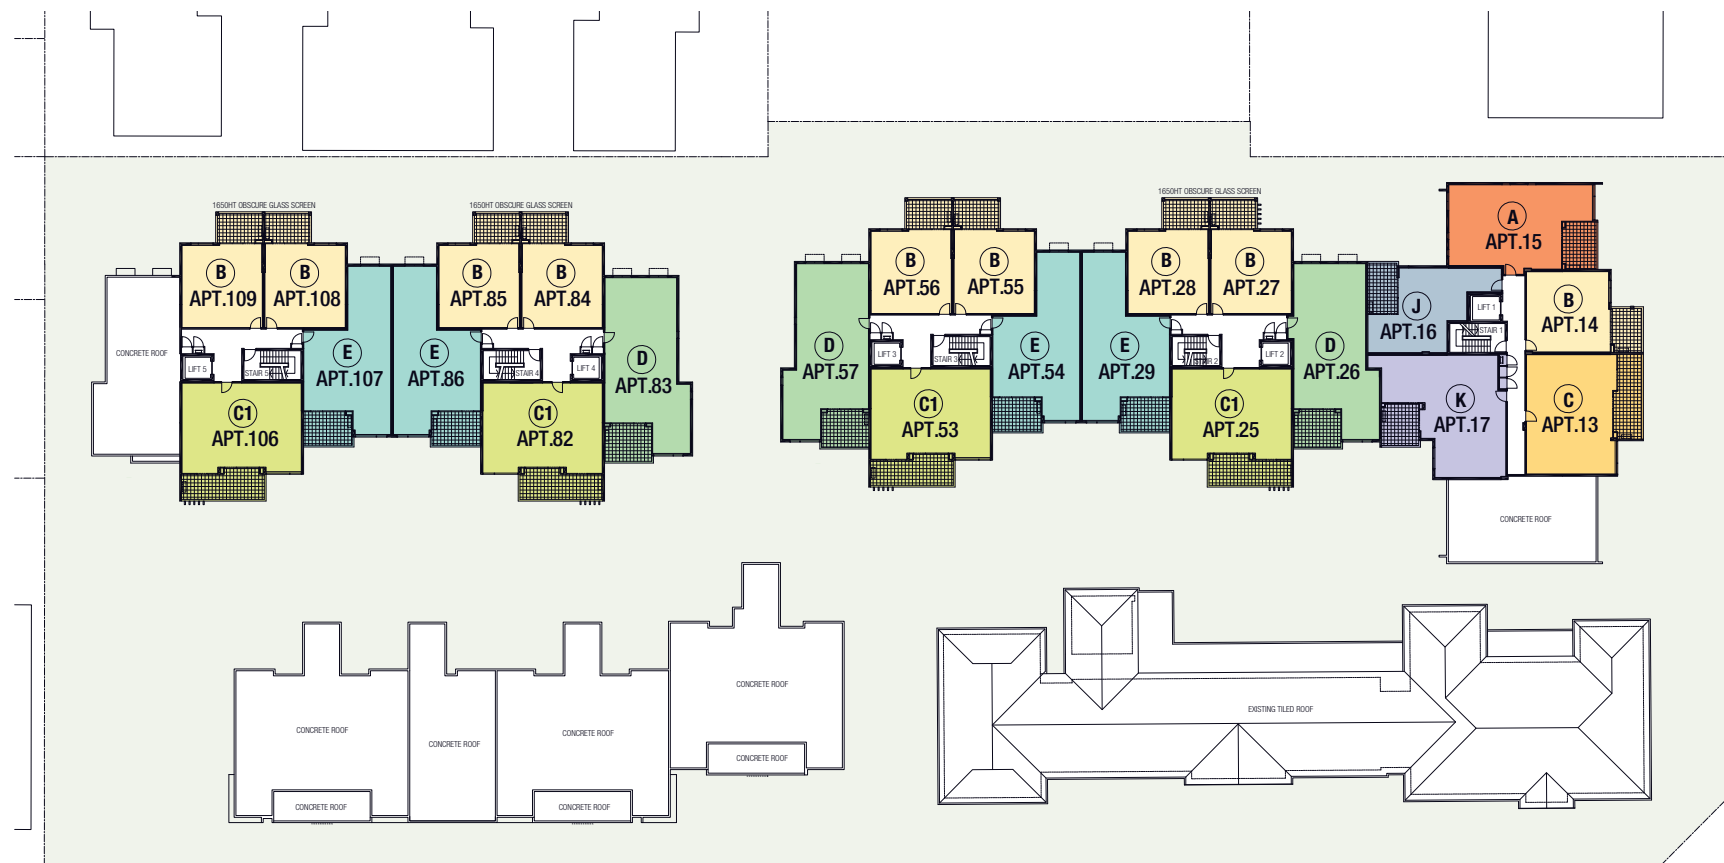 1650HT OBSCURE GLASS SCREEN
1650HT OBSCURE GLASS SCREEN
1650HT OBSCURE GLASS SCREEN
B
APT.109
B
APT.108
B
APT.85
B
APT.84
B
APT.56
B
APT.55
B
APT.28
B
APT.27
A
APT.15
J
APT.16
B
APT.14
LIFT 1
STAIR 1
CONCRETE ROOF
LIFT 5
STAIR 5
E
APT.107
E
APT.86
STAIR 4
LIFT 4
D
APT.83
D
APT.57
LIFT 3
STAIR 3
E
APT.54
E
APT.29
STAIR 2
LIFT 2
D
APT.26
C1
APT.106
C1
APT.82
C1
APT.53
C1
APT.25
K
APT.17
C
APT.13
CONCRETE ROOF
CONCRETE ROOF
CONCRETE ROOF
CONCRETE ROOF
CONCRETE ROOF
CONCRETE ROOF
CONCRETE ROOF
CONCRETE ROOF
EXISTING TILED ROOF